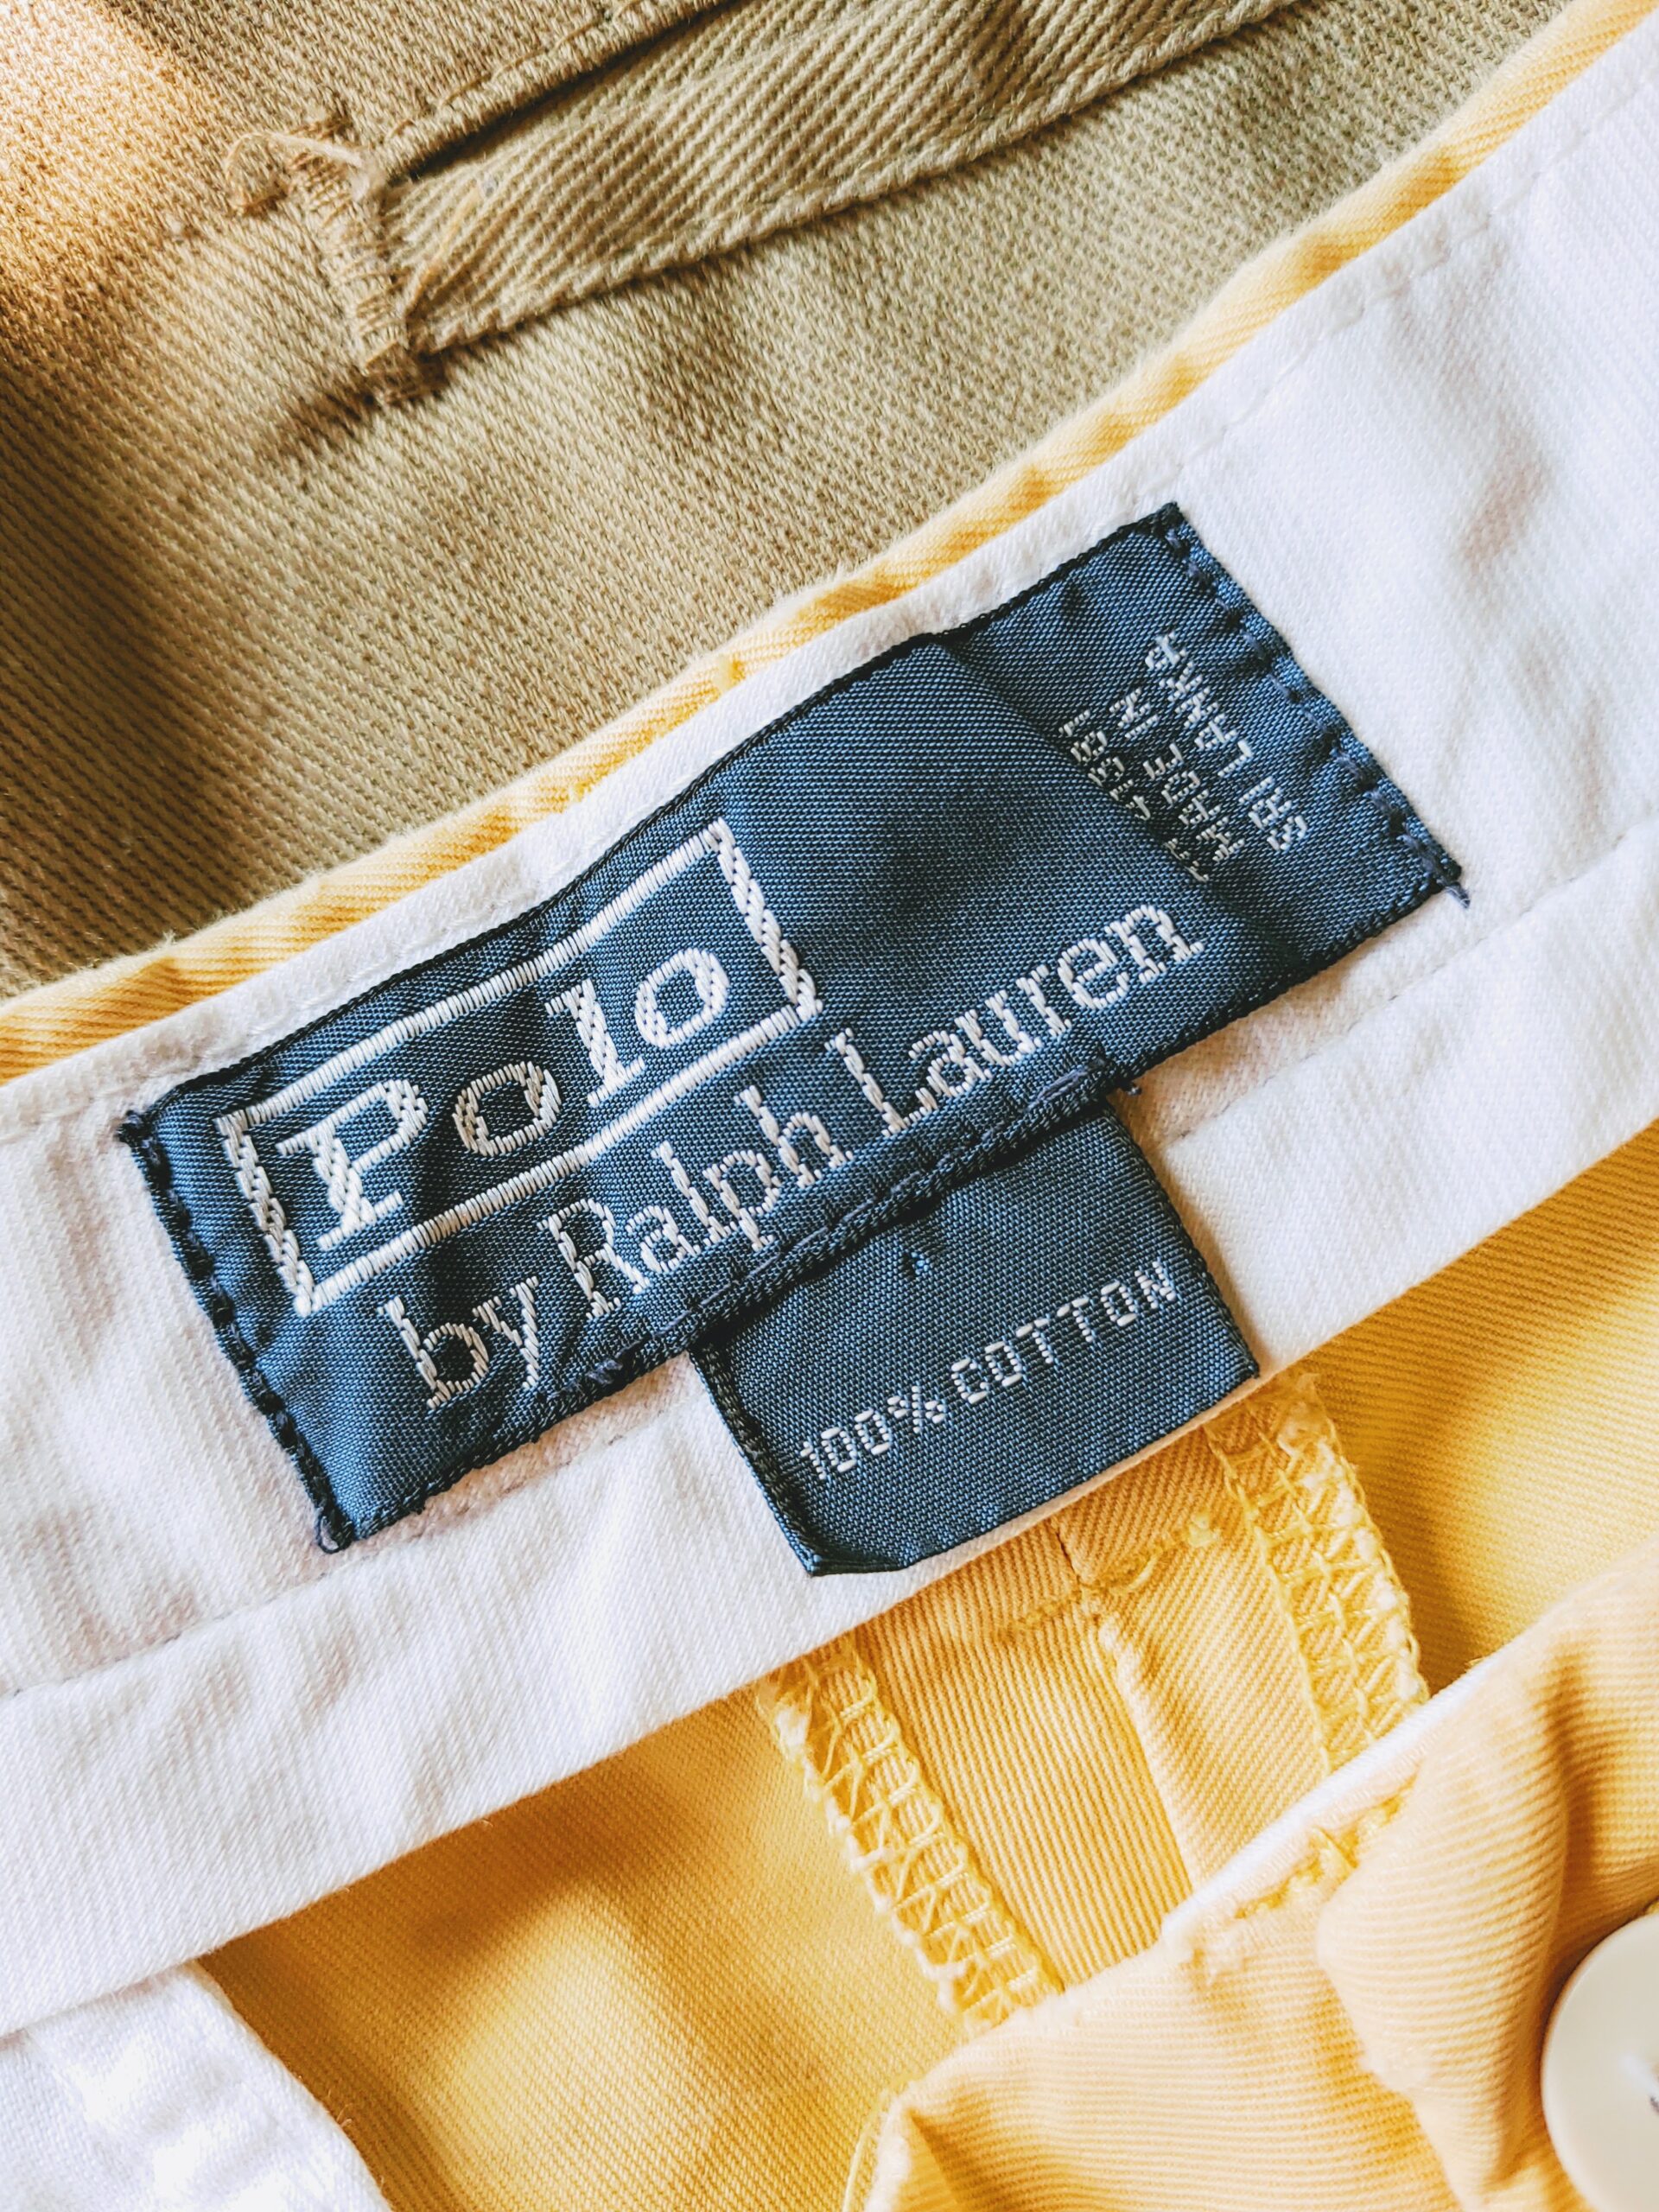 Polo
by Ralph Lauren
MADE IN
SRI LANKA
100% COTTON